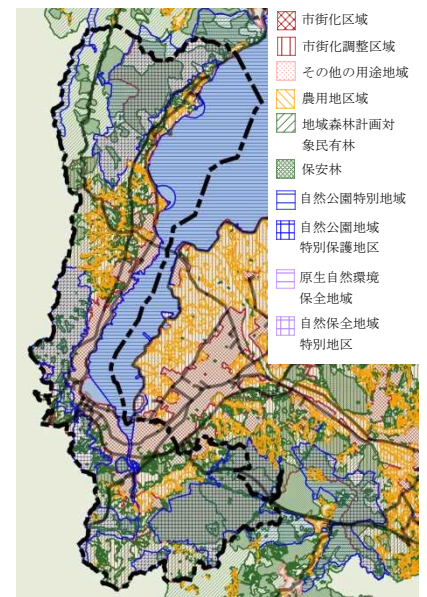 市街化区域
市街化調整区域
その他の用途地域
農用地区域
地域森林計画対
象民有林
保安林
自然公園特別地域
自然公園地域
特別保護地区
原生自然環境
保全地域
自然保全地域
特別地区